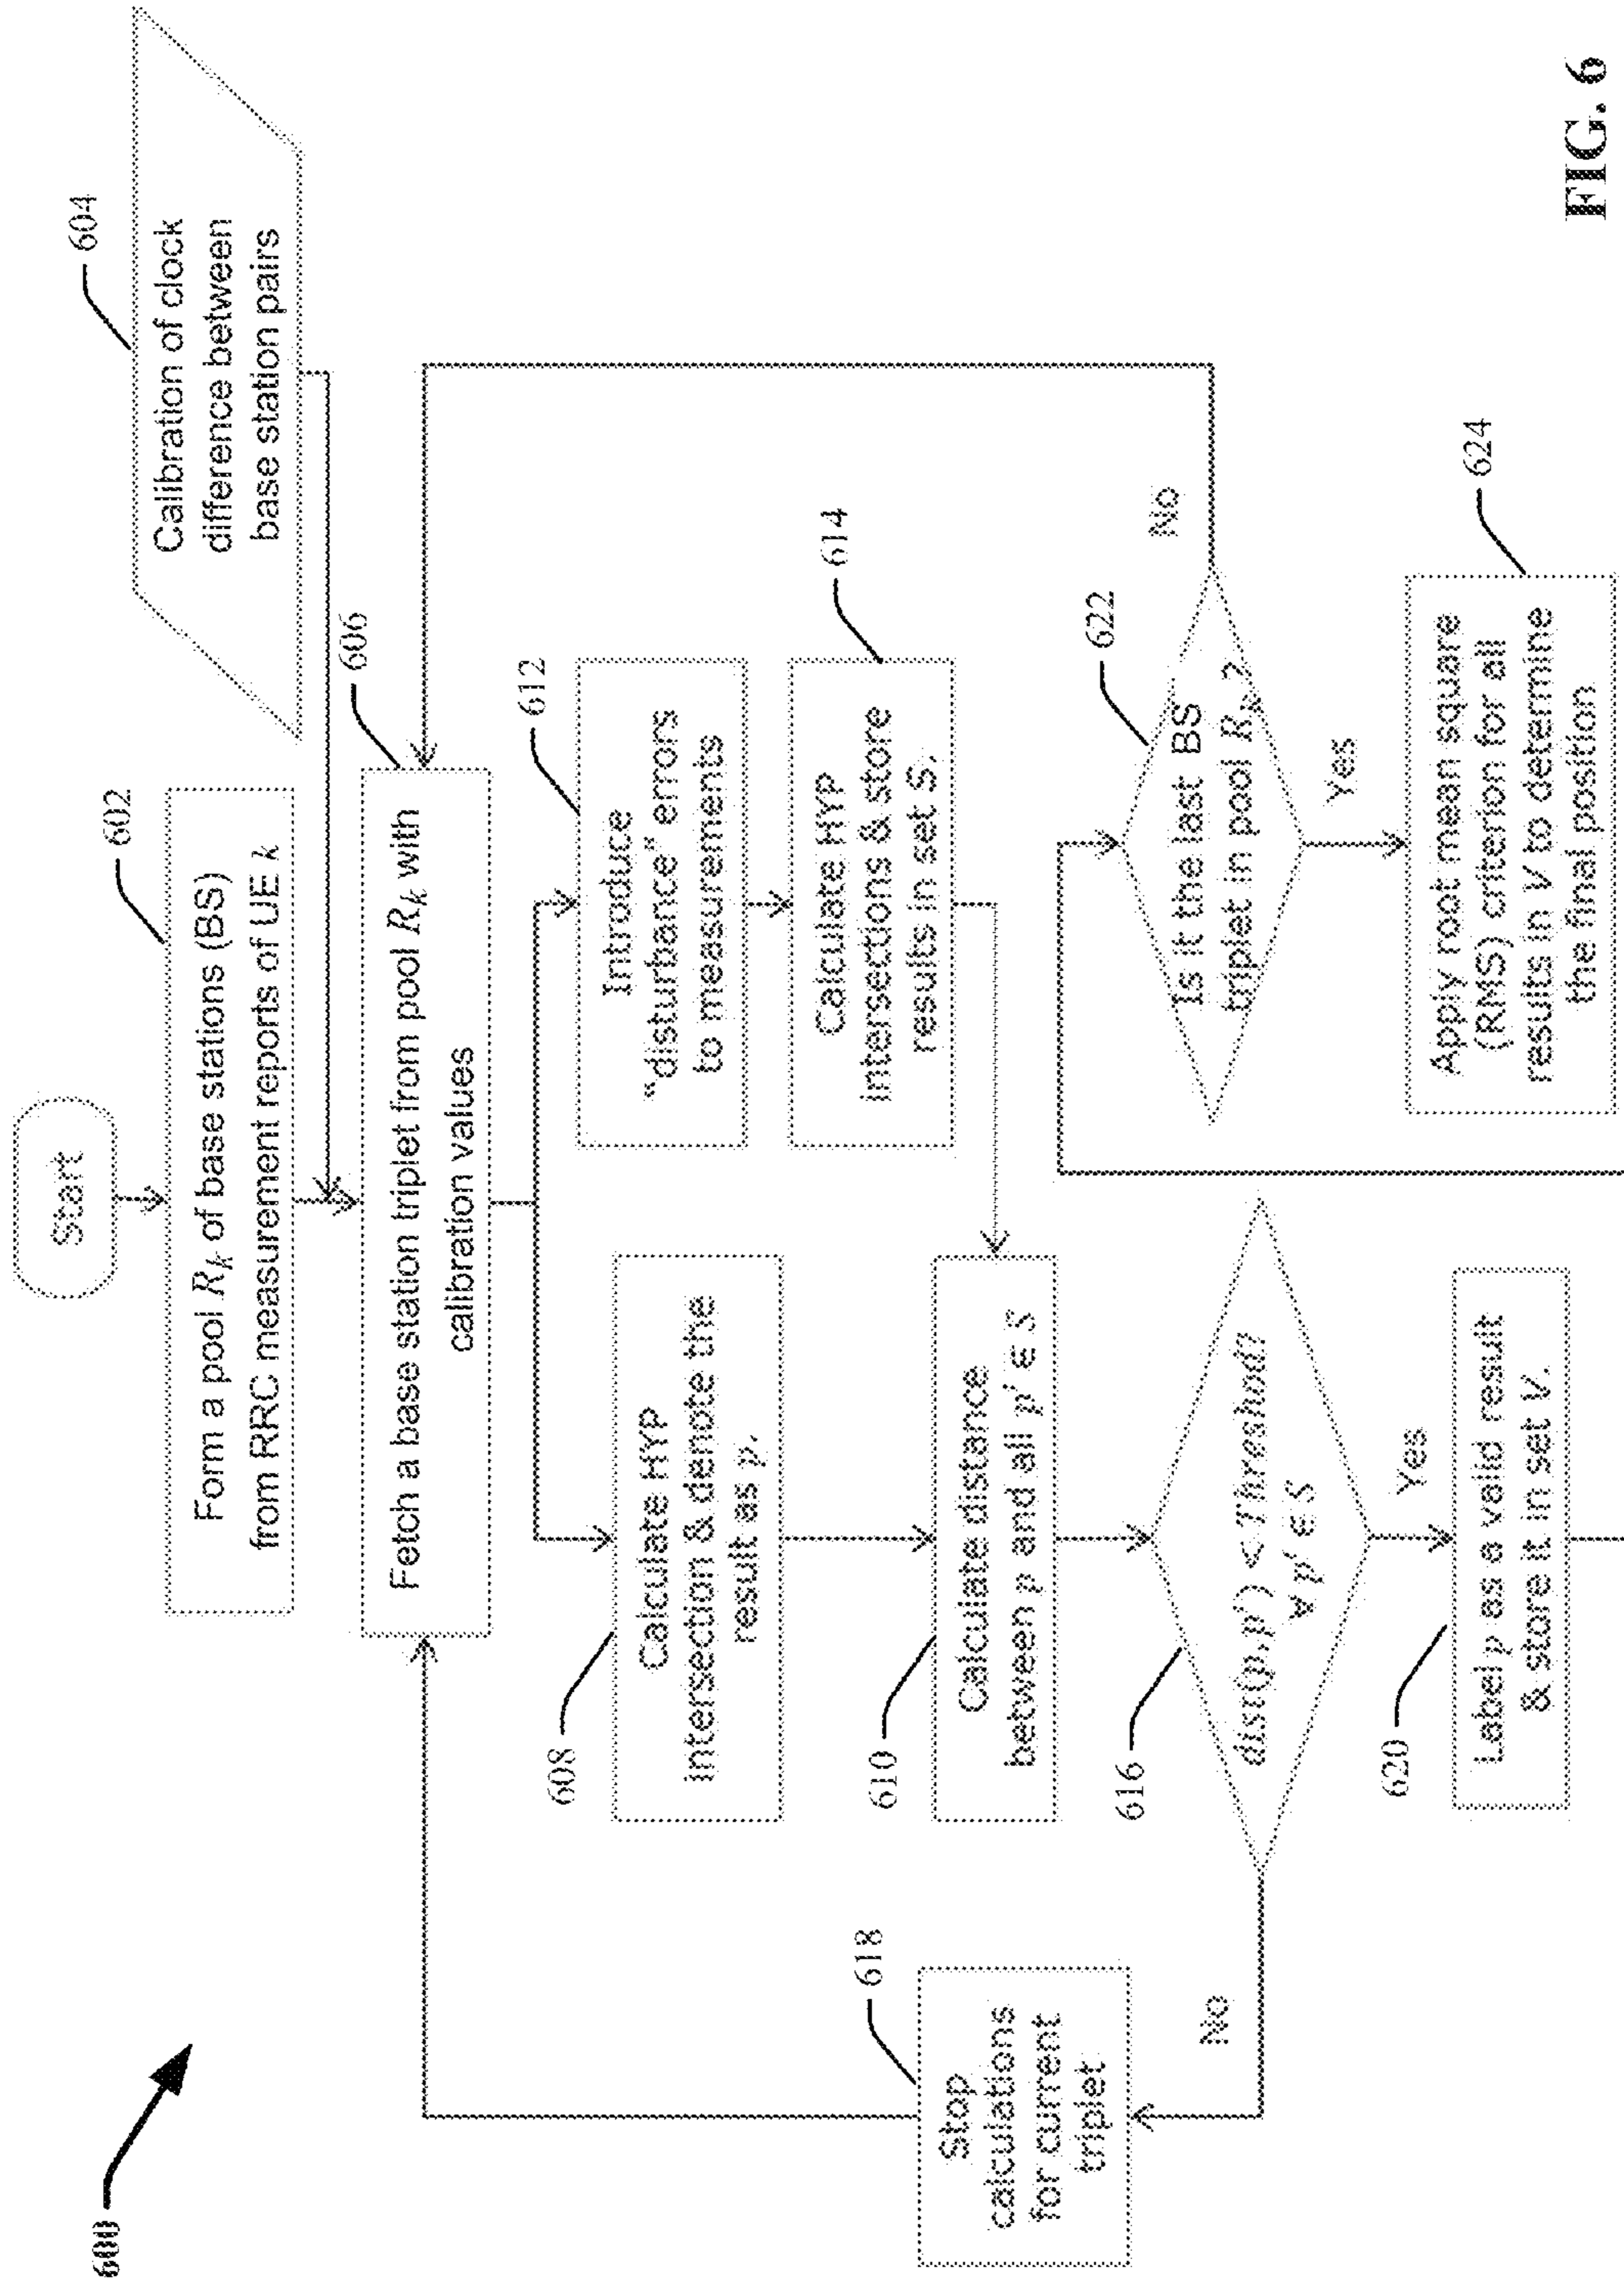 600
Start
602
Form a pool R_k of base stations (BS)
from RRC measurement reports of UE k
604
Calibration of clock
difference between
base station pairs
606
Fetch a base station triplet from pool R_k with
calibration values
608
Calculate HYP
intersection & denote the
result as p.
612
Introduce
"disturbance" errors
to measurements
614
Calculate HYP
intersections & store
results in set S.
610
Calculate distance
between p and all p' ∈ S
616
dist(p,p') < Threshod?
∀ p' ∈ S
No
618
Stop
calculations
for current
triplet
Yes
620
Label p as a valid result
& store it in set V.
622
Is it the last BS
triplet in pool R_k ?
No
Yes
624
Apply root mean square
(RMS) criterion for all
results in V to determine
the final position
FIG. 6